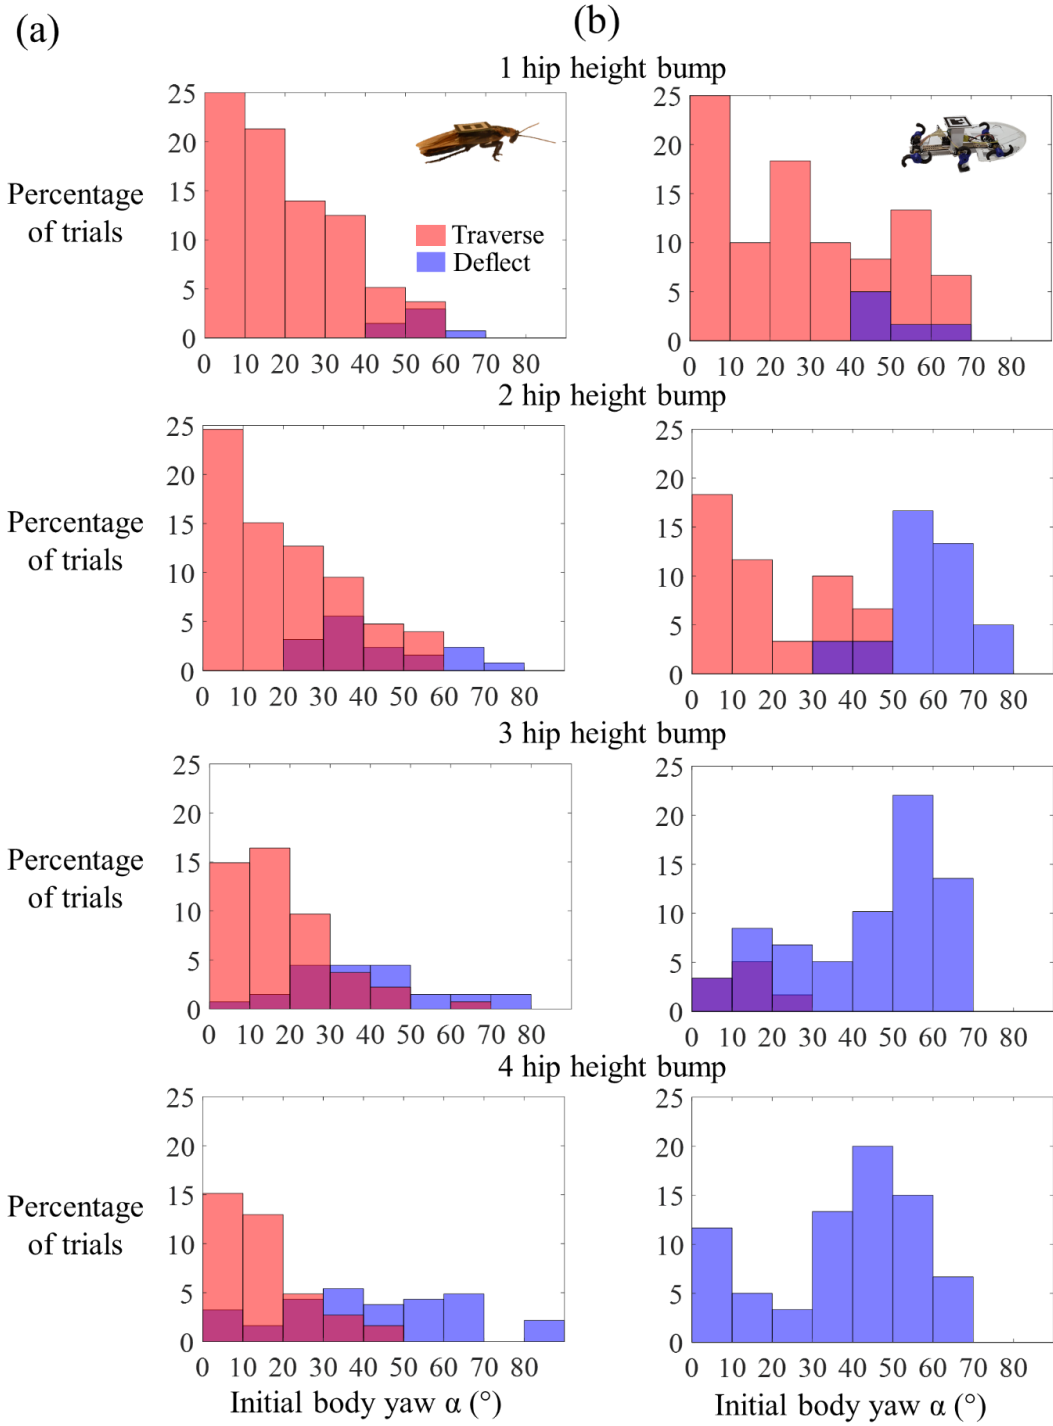 (a)
(b)
1 hip height bump
25
20
15
10
5
0
Percentage
of trials
Traverse
Deflect
0 10 20 30 40 50 60 70 80
25
20
15
10
5
0
0 10 20 30 40 50 60 70 80
2 hip height bump
25
20
15
10
5
0
Percentage
of trials
0 10 20 30 40 50 60 70 80
25
20
15
10
5
0
0 10 20 30 40 50 60 70 80
3 hip height bump
25
20
15
10
5
0
Percentage
of trials
0 10 20 30 40 50 60 70 80
25
20
15
10
5
0
0 10 20 30 40 50 60 70 80
4 hip height bump
25
20
15
10
5
0
Percentage
of trials
0 10 20 30 40 50 60 70 80
Initial body yaw α (°)
25
20
15
10
5
0
0 10 20 30 40 50 60 70 80
Initial body yaw α (°)